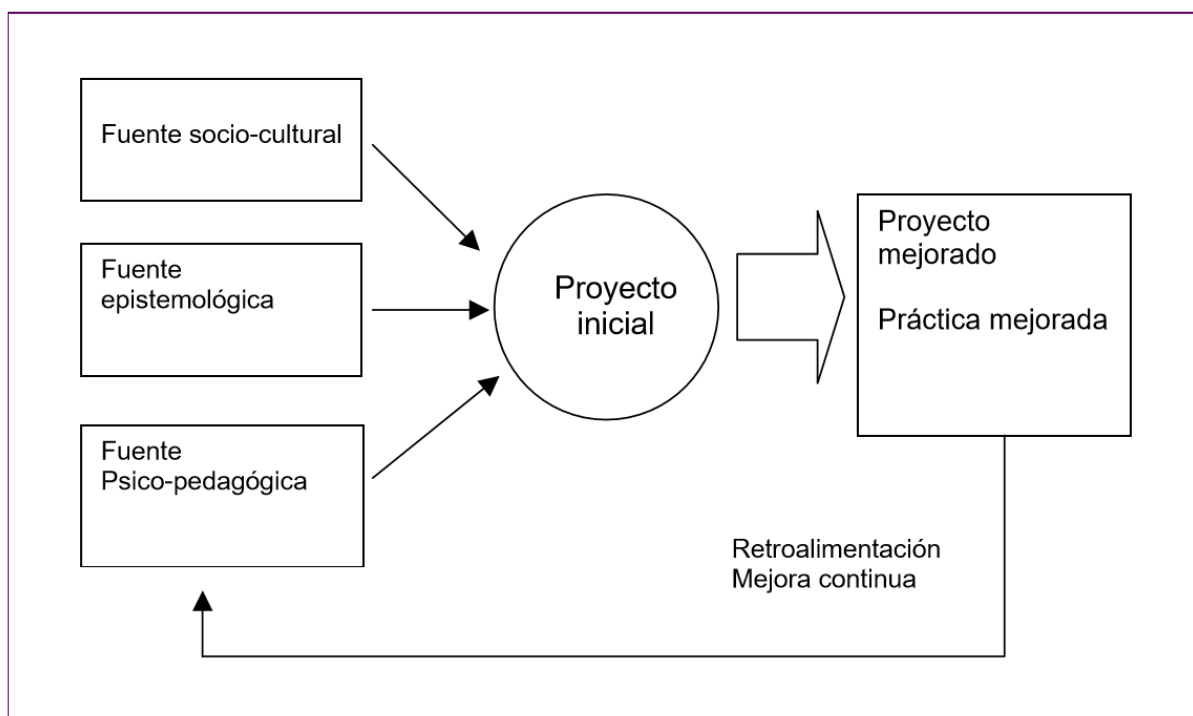 Fuente socio-cultural
Fuente
epistemológica
Fuente
Psico-pedagógica
Proyecto
inicial
Proyecto
mejorado
Práctica mejorada
Retroalimentación
Mejora continua